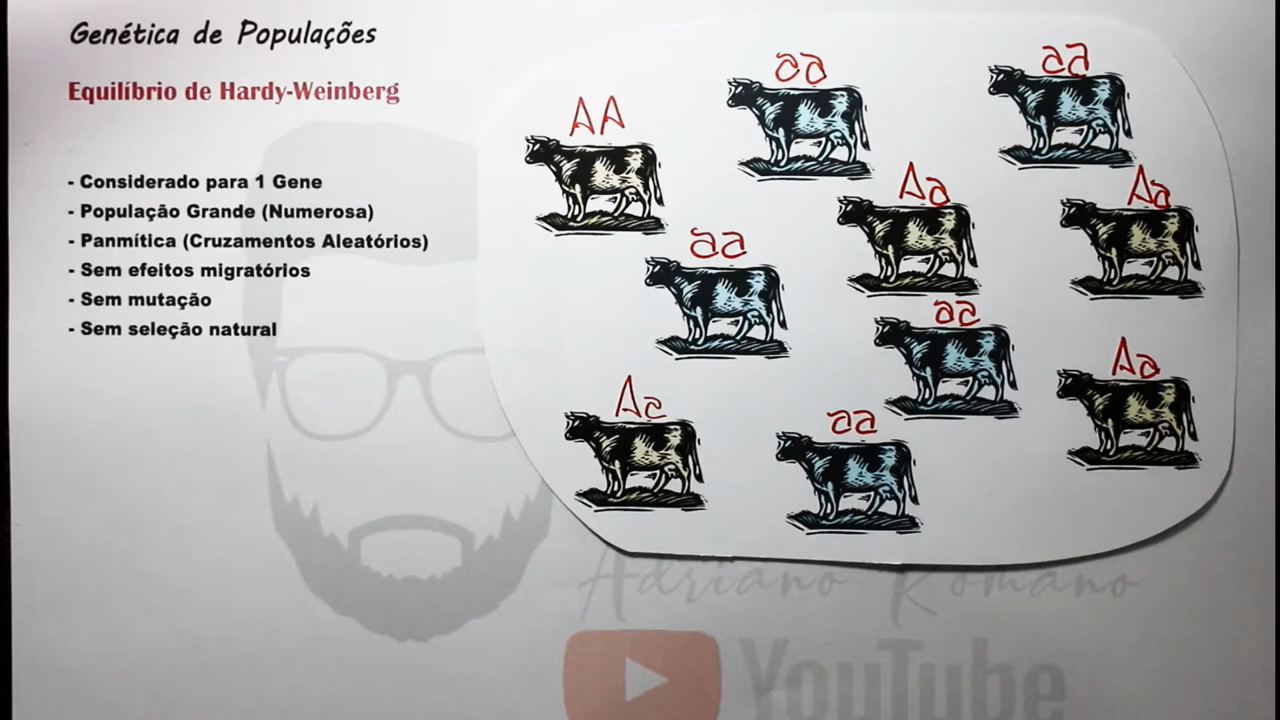 Genética de Populações
Equilíbrio de Hardy-Weinberg
- Considerado para 1 Gene
- População Grande (Numerosa)
- Panmítica (Cruzamentos Aleatórios)
- Sem efeitos migratórios
- Sem mutação
- Sem seleção natural
aa
aa
AA
Aa
Aa
aa
aa
Aa
Aa
aa
Adriano Romano
YouTube